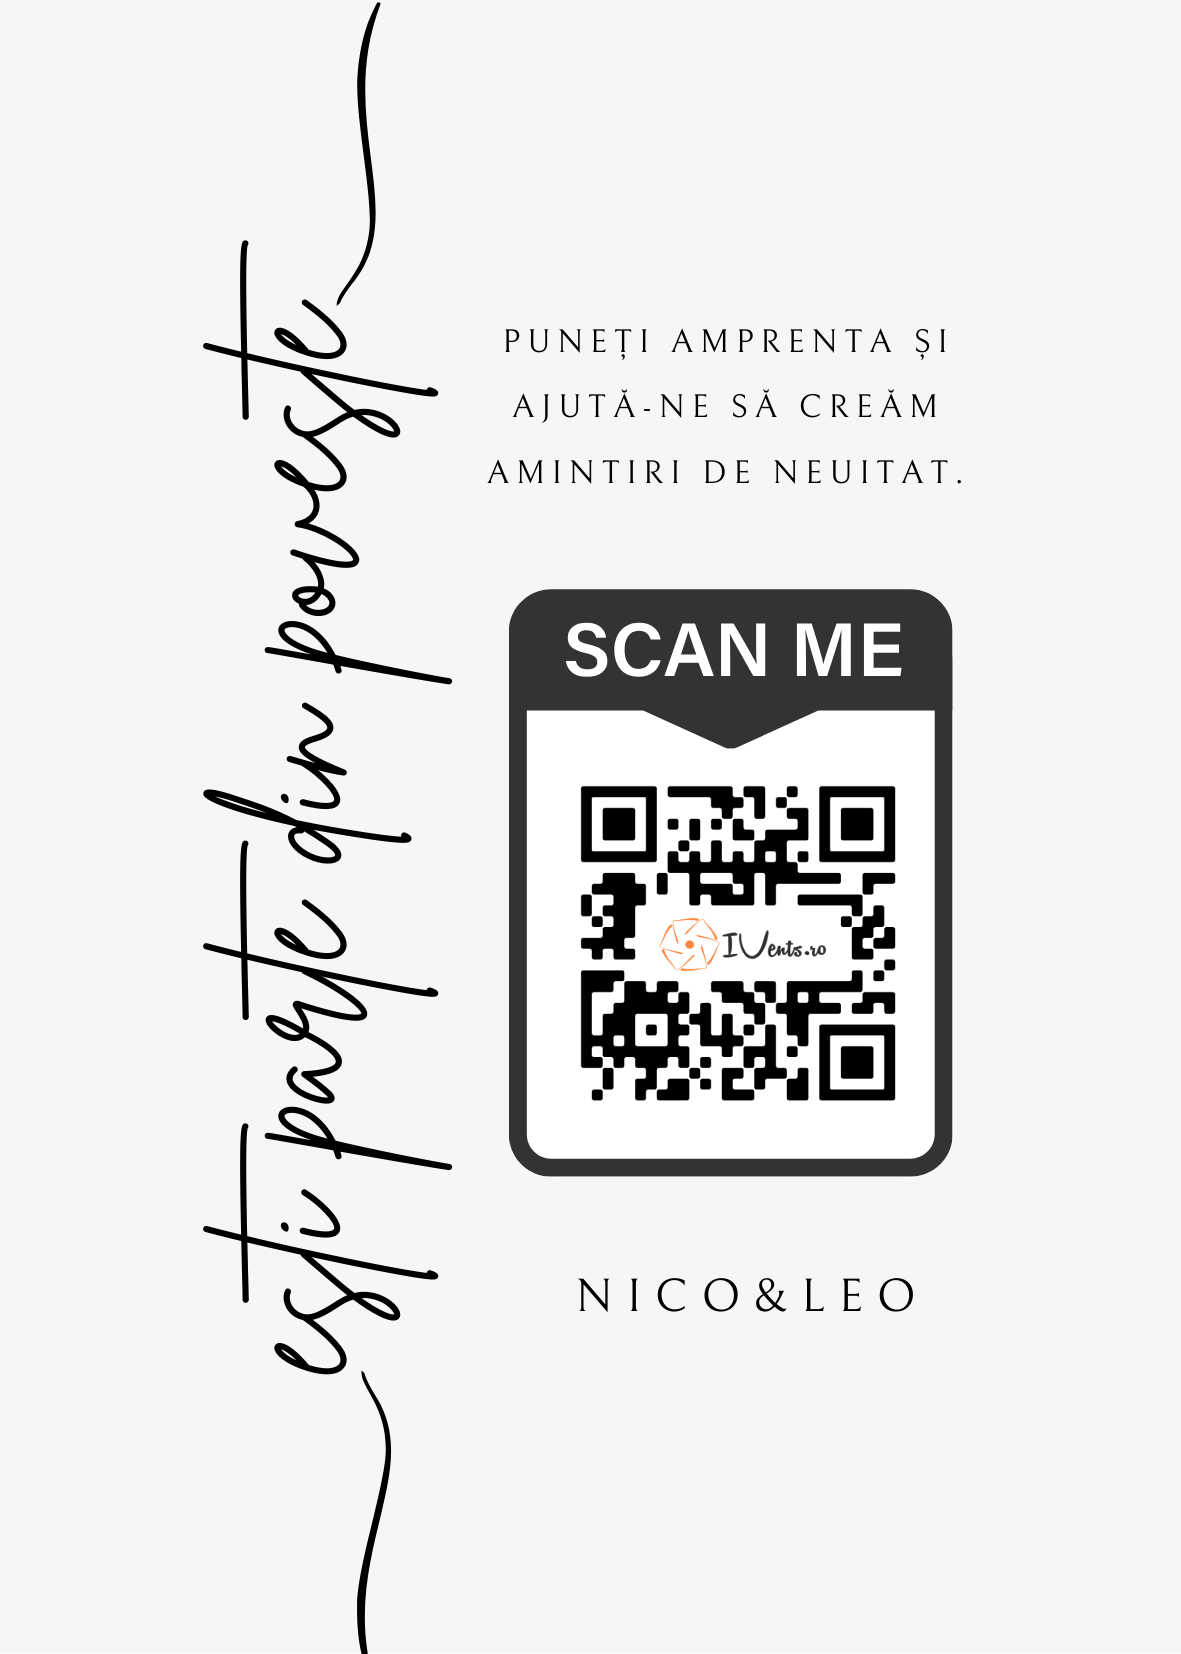 esti parte din poveste
PUNEȚI AMPRENTA ȘI
AJUTĂ-NE SĂ CREĂM
AMINTIRI DE NEUITAT.
SCAN ME
IVents.ro
NICO&LEO